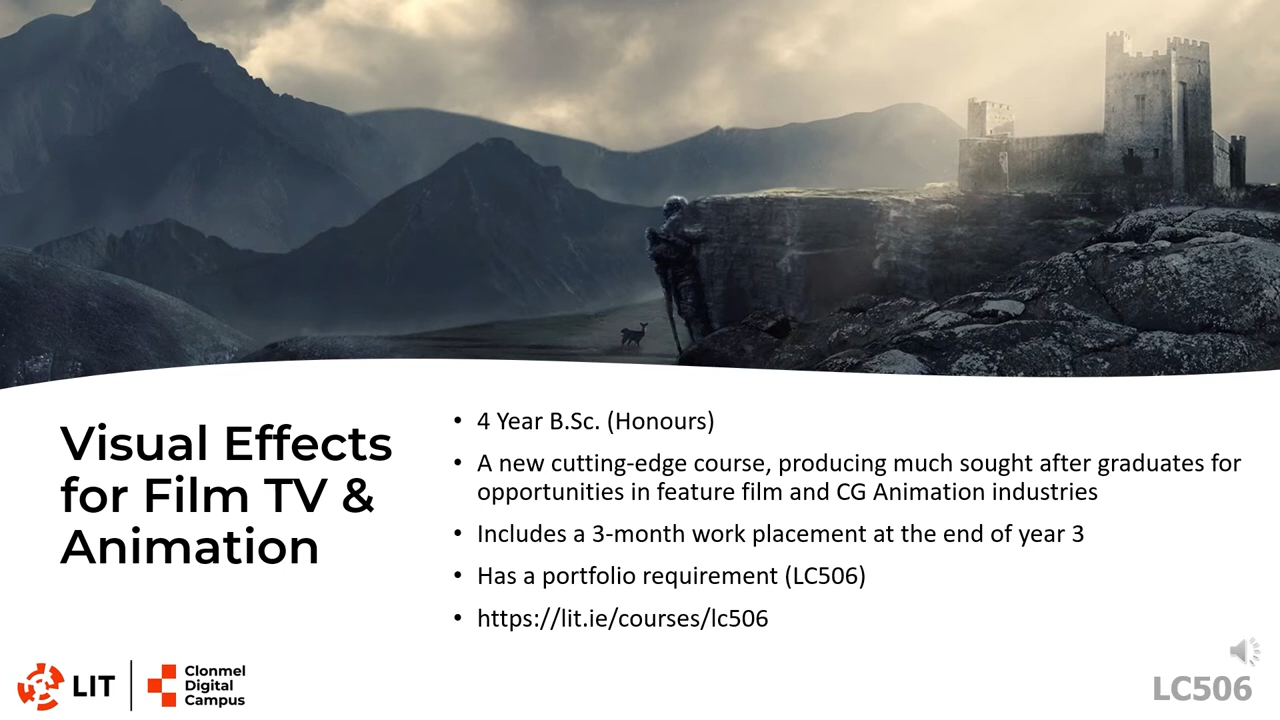 Visual Effects
for Film TV &
Animation
• 4 Year B.Sc. (Honours)
• A new cutting-edge course, producing much sought after graduates for
opportunities in feature film and CG Animation industries
• Includes a 3-month work placement at the end of year 3
• Has a portfolio requirement (LC506)
• https://lit.ie/courses/lc506
LIT
Clonmel
Digital
Campus
LC506